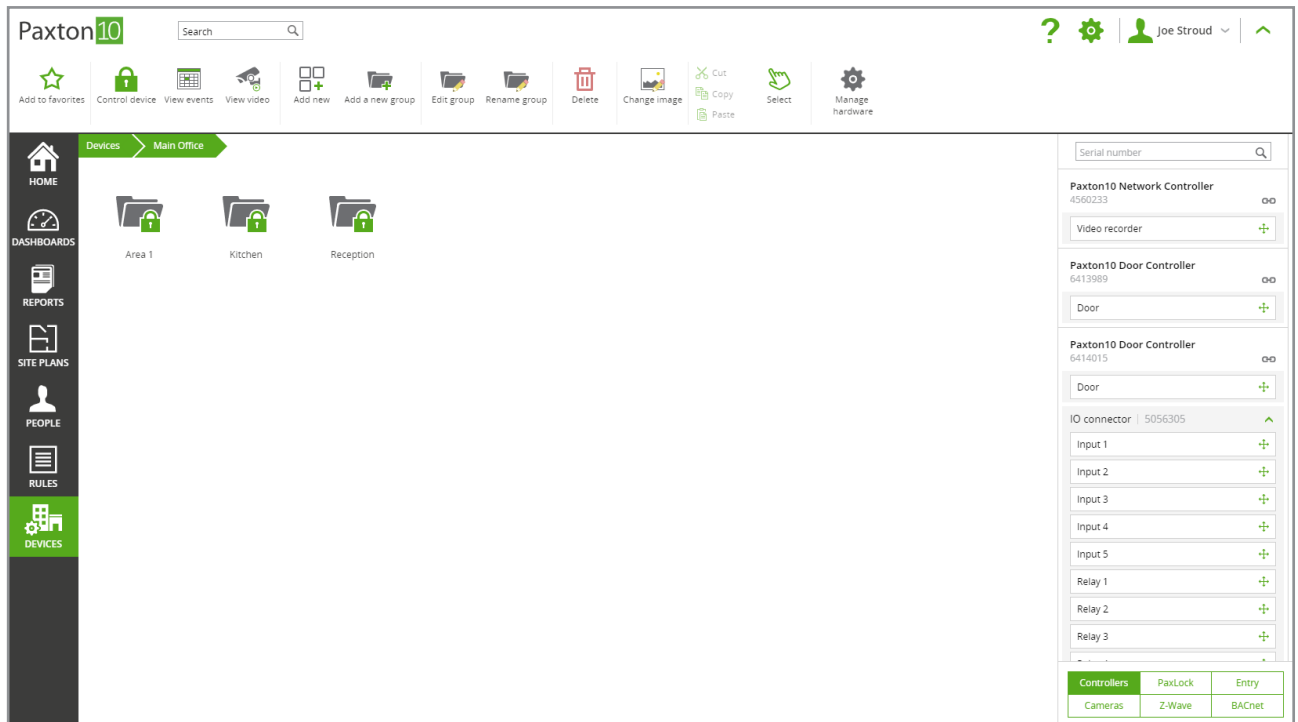 Paxton10
Search
Joe Stroud
Add to favorites
Control device
View events
View video
Add new
Add a new group
Edit group
Rename group
Delete
Change image
Cut
Copy
Paste
Select
Manage
hardware
HOME
DASHBOARDS
REPORTS
SITE PLANS
PEOPLE
RULES
DEVICES
Devices
Main Office
Area 1
Kitchen
Reception
Serial number
Paxton10 Network Controller
4560233
Video recorder
Paxton10 Door Controller
6413989
Door
Paxton10 Door Controller
6414015
Door
IO connector | 5056305
Input 1
Input 2
Input 3
Input 4
Input 5
Relay 1
Relay 2
Relay 3
Controllers
PaxLock
Entry
Cameras
Z-Wave
BACnet